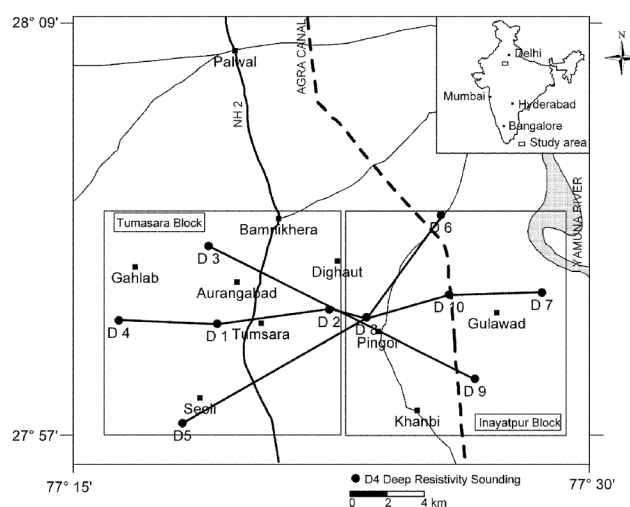 28° 09'
Palwal
AGRA CANAL
NH 2
N
Delhi
Mumbai
Hyderabad
Bangalore
Study area
YAMUNA RIVER
Tumasara Block
Bamnikhera
D 6
D 3
Dighaut
Gahlab
Aurangabad
D 2
D 10
D 7
D 4
D 1
Tumsara
D 8
Gulawad
Pingor
D 9
Seoli
Khanbi
D5
Inayatpur Block
27° 57'
77° 15'
77° 30'
D4 Deep Resistivity Sounding
0 2 4 km